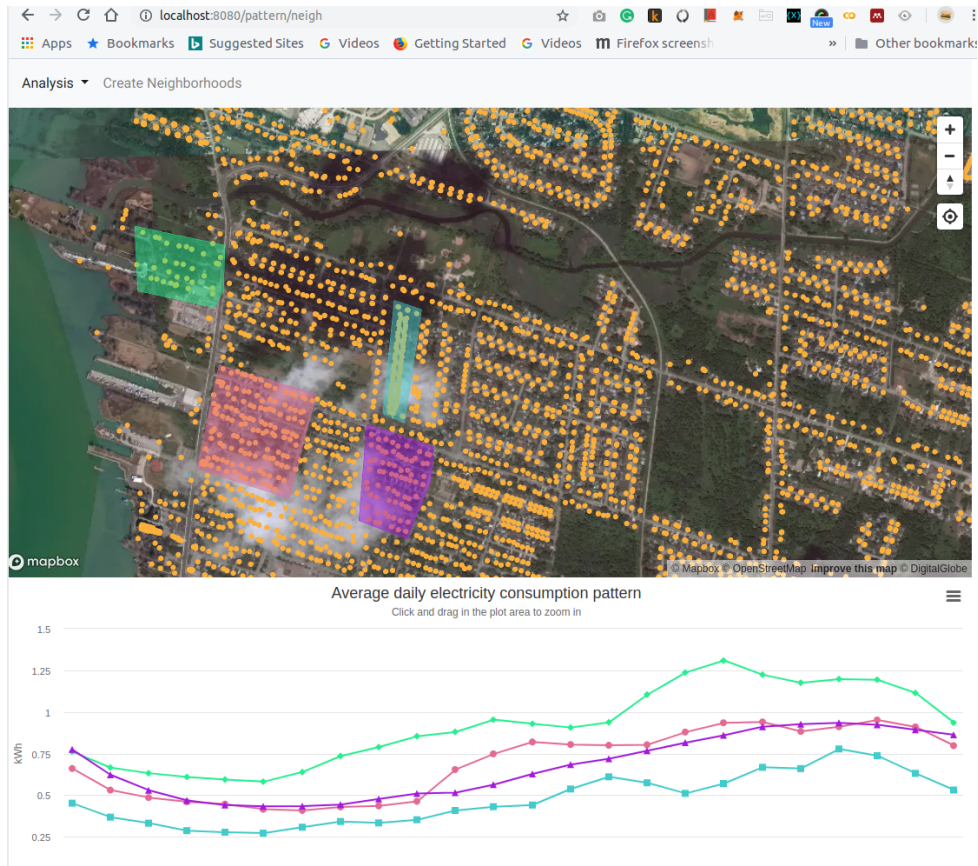 localhost:8080/pattern/neigh
New
Apps Bookmarks Suggested Sites Videos Getting Started Videos Firefox screensh » Other bookmarks
Analysis Create Neighborhoods
mapbox
© Mapbox © OpenStreetMap Improve this map © DigitalGlobe
Average daily electricity consumption pattern
Click and drag in the plot area to zoom in
1.5
1.25
1
0.75
0.5
0.25
kWh